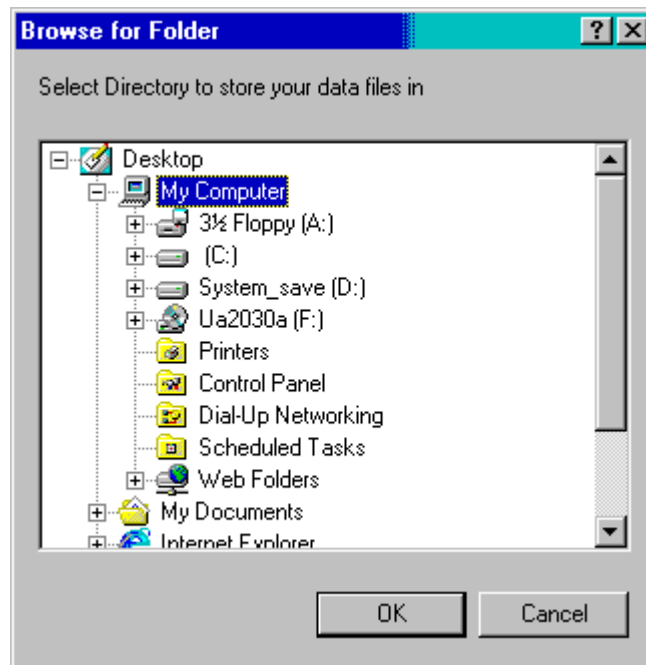 Browse for Folder
Select Directory to store your data files in
Desktop
My Computer
3½ Floppy (A:)
(C:)
System_save (D:)
Ua2030a (F:)
Printers
Control Panel
Dial-Up Networking
Scheduled Tasks
Web Folders
My Documents
Internet Explorer
OK Cancel